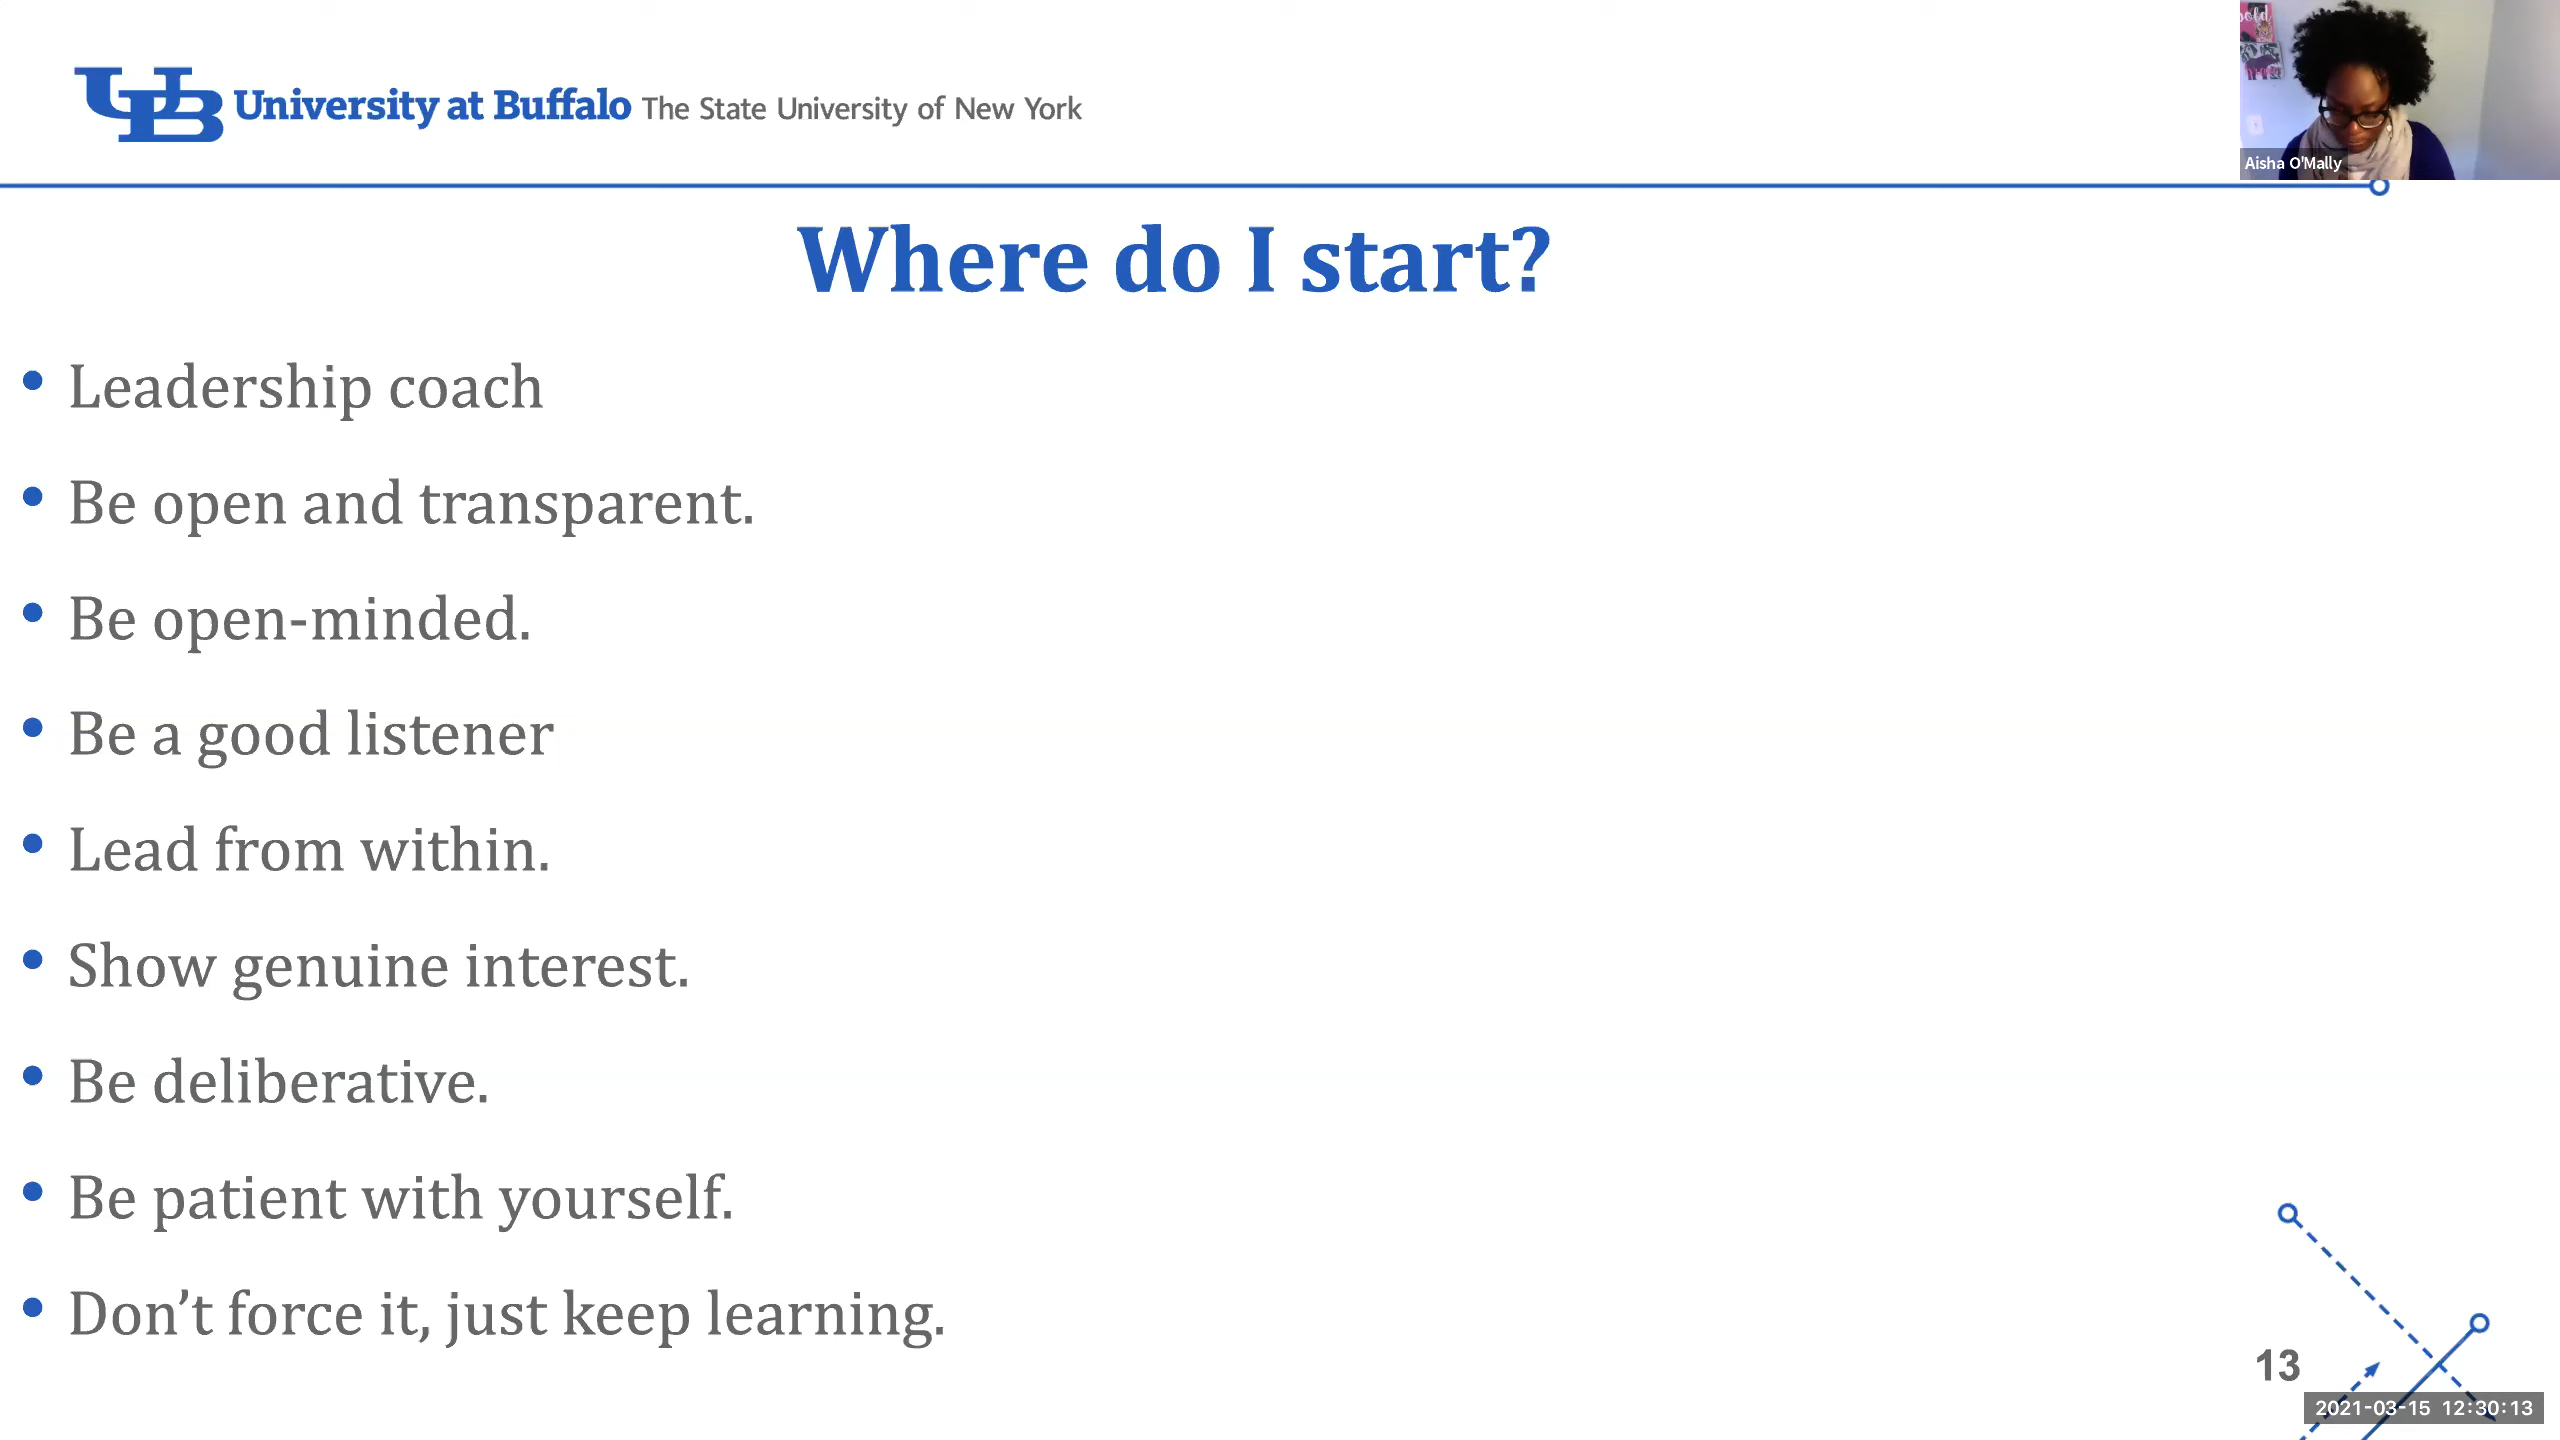 bold
UB University at Buffalo The State University of New York
Aisha O'Mally
Where do I start?
• Leadership coach
• Be open and transparent.
• Be open-minded.
• Be a good listener
• Lead from within.
• Show genuine interest.
• Be deliberative.
• Be patient with yourself.
• Don’t force it, just keep learning.
13
2021-03-15 12:30:13